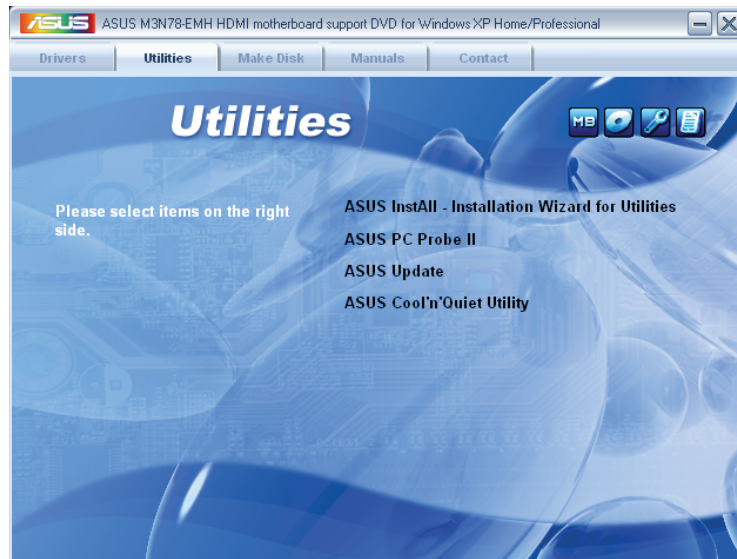 ASUS ASUS M3N78-EMH HDMI motherboard support DVD for Windows XP Home/Professional
Drivers Utilities Make Disk Manuals Contact
Utilities
MB
Please select items on the right
side.
ASUS InstAll - Installation Wizard for Utilities
ASUS PC Probe II
ASUS Update
ASUS Cool'n'Quiet Utility